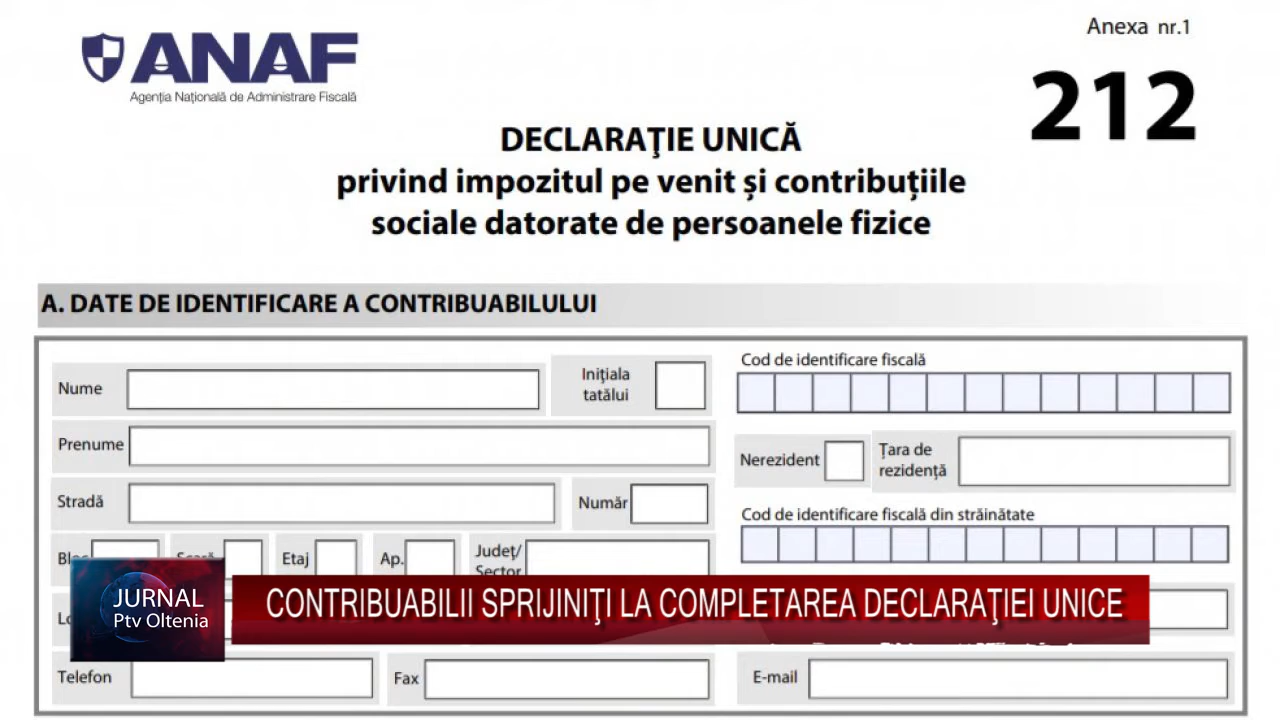 ANAF
Agenția Națională de Administrare Fiscală
Anexa nr.1
212
DECLARAŢIE UNICĂ
privind impozitul pe venit și contribuțiile
sociale datorate de persoanele fizice
A. DATE DE IDENTIFICARE A CONTRIBUABILULUI
Nume
Iniţiala
tatălui
Cod de identificare fiscală
Prenume
Nerezident
Ţara de
rezidenţă
Stradă
Număr
Cod de identificare fiscală din străinătate
Etaj
Ap.
Județ/
Sector
JURNAL
Ptv Oltenia
CONTRIBUABILII SPRIJINIŢI LA COMPLETAREA DECLARAŢIEI UNICE
Telefon
Fax
E-mail